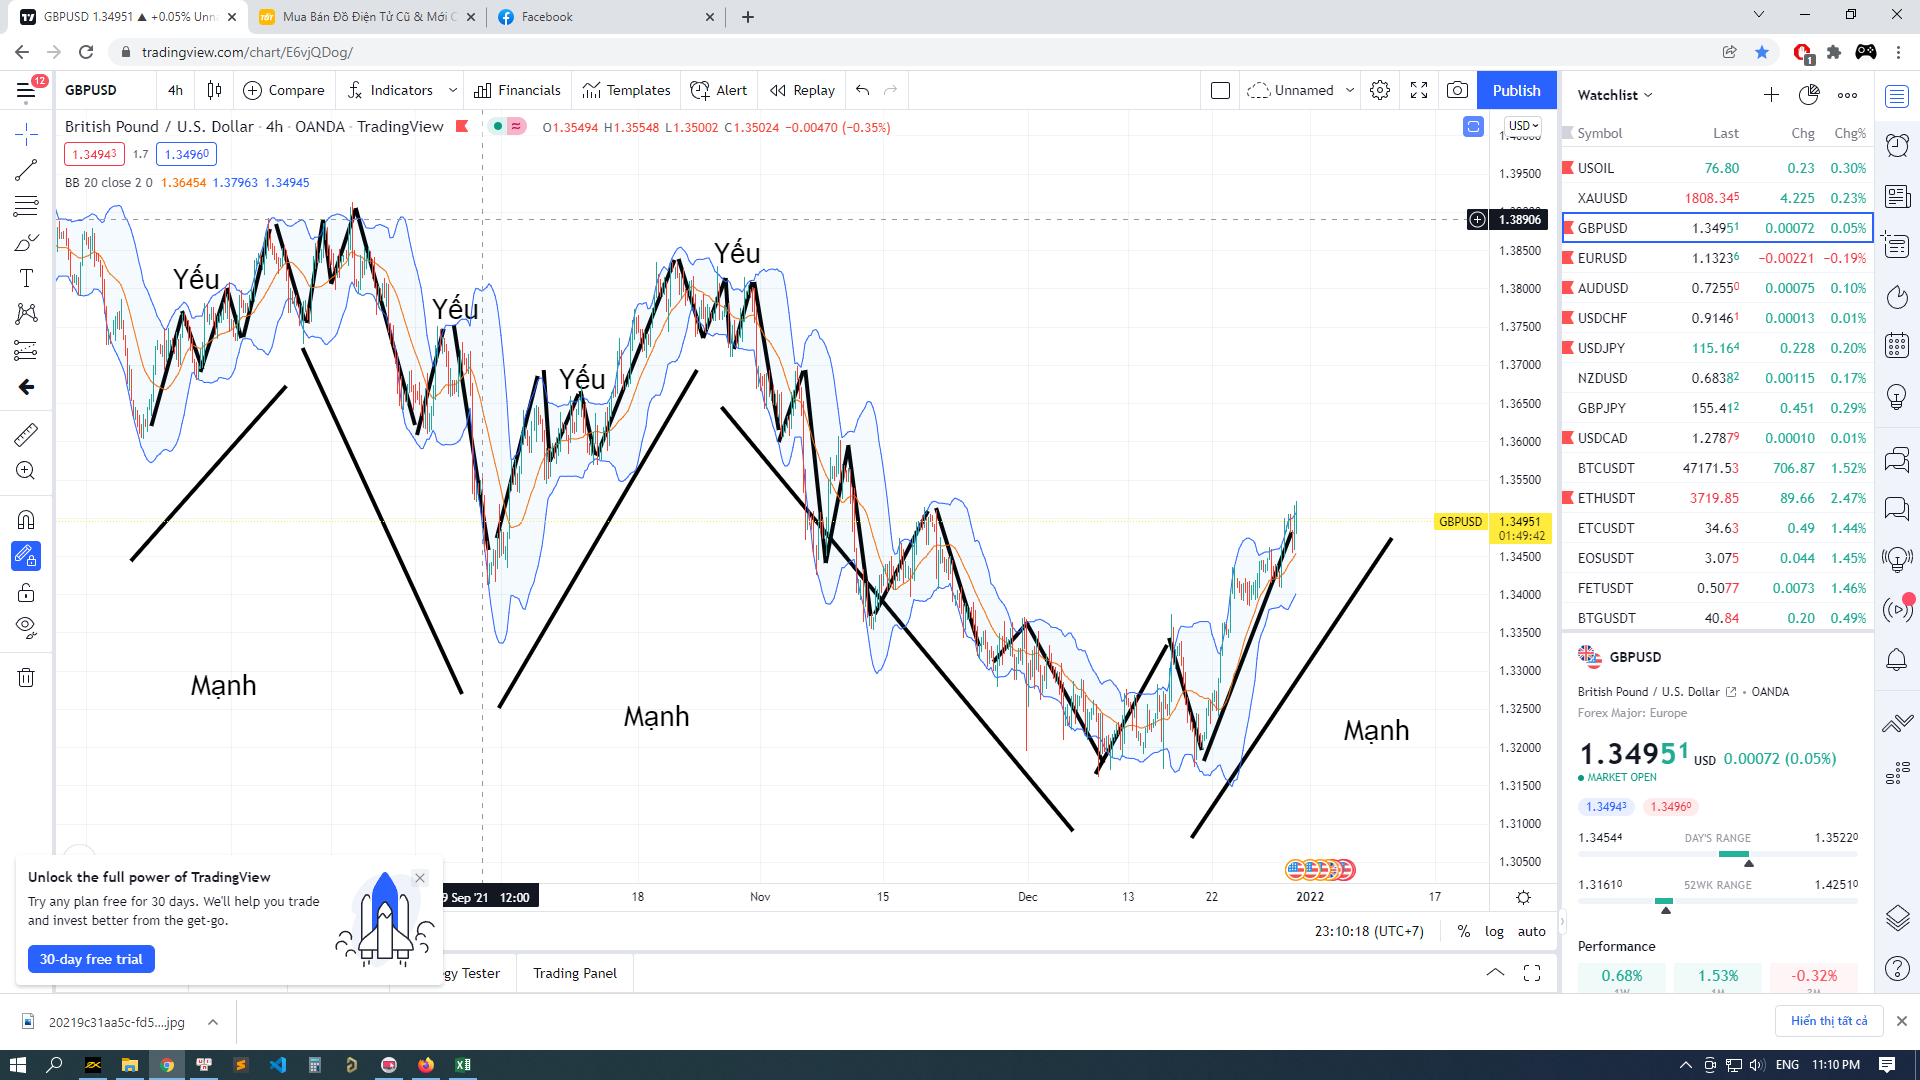 GBPUSD 1.34951 ▲ +0.05% Unna
Mua Bán Đồ Điện Tử Cũ & Mới C
Facebook
tradingview.com/chart/E6vjQDog/
12
GBPUSD 4h Compare Indicators Financials Templates Alert Replay Unnamed Publish
British Pound / U.S. Dollar · 4h · OANDA · TradingView O1.35494 H1.35548 L1.35002 C1.35024 −0.00470 (−0.35%)
1.34943 1.7 1.34960
BB 20 close 2 0 1.36454 1.37963 1.34945
Yếu
Yếu
Yếu
Yếu
Mạnh
Mạnh
Mạnh
USD
1.39500
1.38906
1.38500
1.38000
1.37500
1.37000
1.36500
1.36000
1.35500
GBPUSD 1.34951
01:49:42
1.34500
1.34000
1.33500
1.33000
1.32500
1.32000
1.31500
1.31000
1.30500
9 Sep '21 12:00 18 Nov 15 Dec 13 22 2022 17
23:10:18 (UTC+7) % log auto
Unlock the full power of TradingView
Try any plan free for 30 days. We'll help you trade
and invest better from the get-go.
30-day free trial
gy Tester Trading Panel
Watchlist
Symbol Last Chg Chg%
USOIL 76.80 0.23 0.30%
XAUUSD 1808.345 4.225 0.23%
GBPUSD 1.34951 0.00072 0.05%
EURUSD 1.13236 −0.00221 −0.19%
AUDUSD 0.72550 0.00075 0.10%
USDCHF 0.91461 0.00013 0.01%
USDJPY 115.164 0.228 0.20%
NZDUSD 0.68382 0.00115 0.17%
GBPJPY 155.412 0.451 0.29%
USDCAD 1.27879 0.00010 0.01%
BTCUSDT 47171.53 706.87 1.52%
ETHUSDT 3719.85 89.66 2.47%
ETCUSDT 34.63 0.49 1.44%
EOSUSDT 3.075 0.044 1.45%
FETUSDT 0.5077 0.0073 1.46%
BTGUSDT 40.84 0.20 0.49%
GBPUSD
British Pound / U.S. Dollar • OANDA
Forex Major: Europe
1.34951 USD 0.00072 (0.05%)
MARKET OPEN
1.34943 1.34960
1.34544 DAY'S RANGE 1.35220
1.31610 52WK RANGE 1.42510
Performance
0.68% 1.53% -0.32%
20219c31aa5c-fd5....jpg
Hiển thị tất cả
ENG 11:10 PM